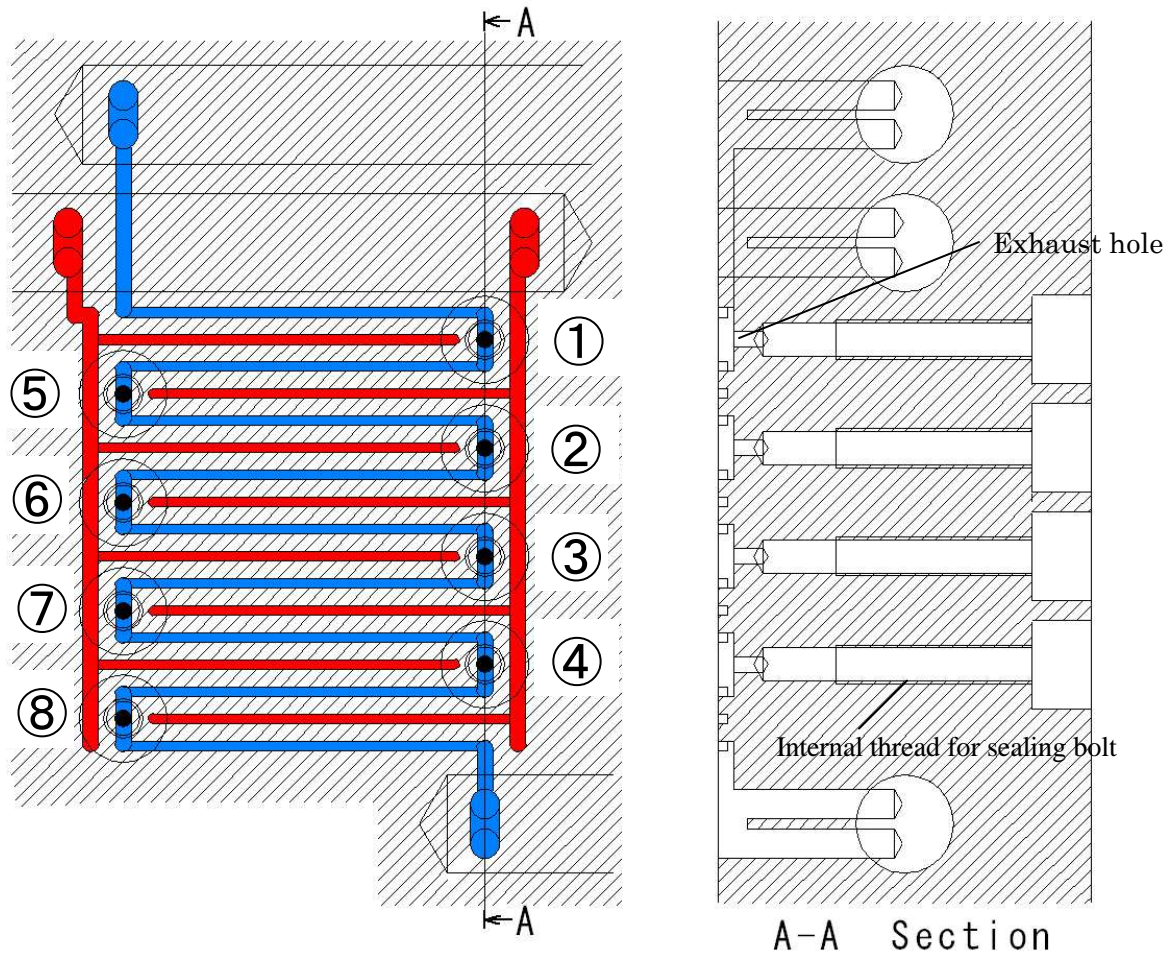 A
Exhaust hole
①
⑤
②
⑥
③
⑦
④
⑧
Internal thread for sealing bolt
A
A-A Section